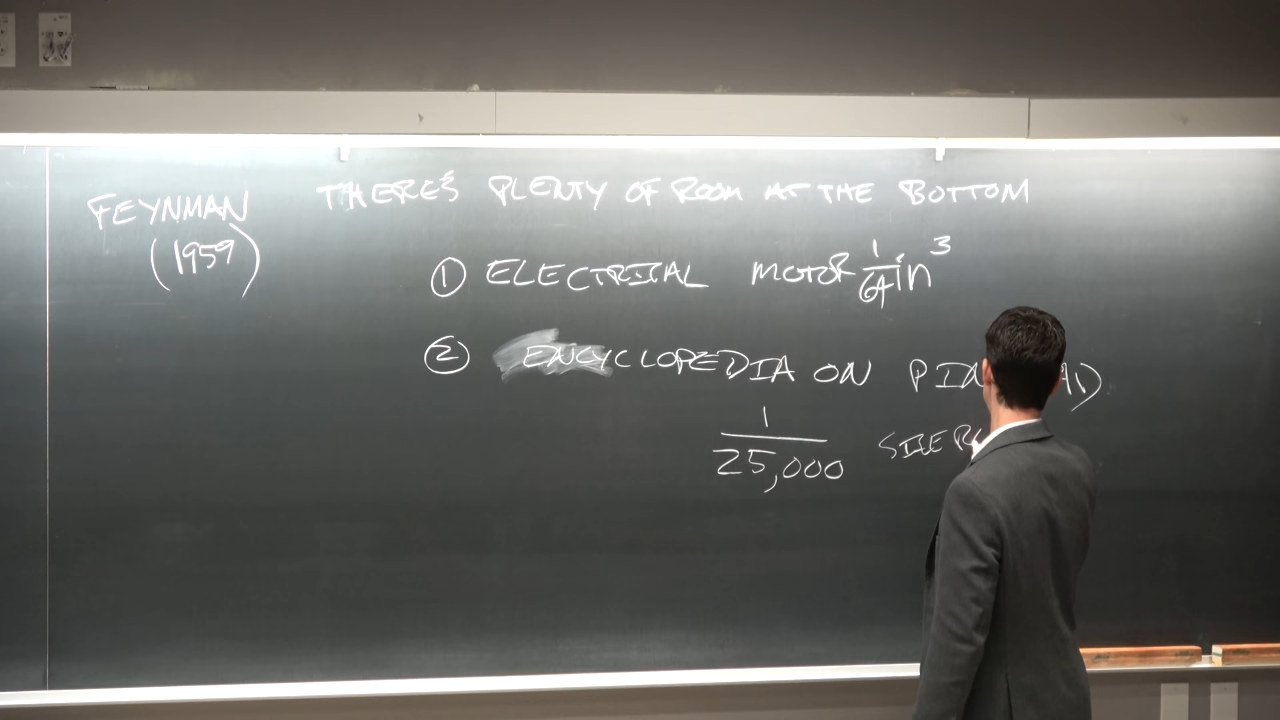 FEYNMAN
(1959)
THERE'S PLENTY OF ROOM AT THE BOTTOM
① ELECTRICAL MOTOR 1/64 in³
② ENCYCLOPEDIA ON PIN
1/25,000